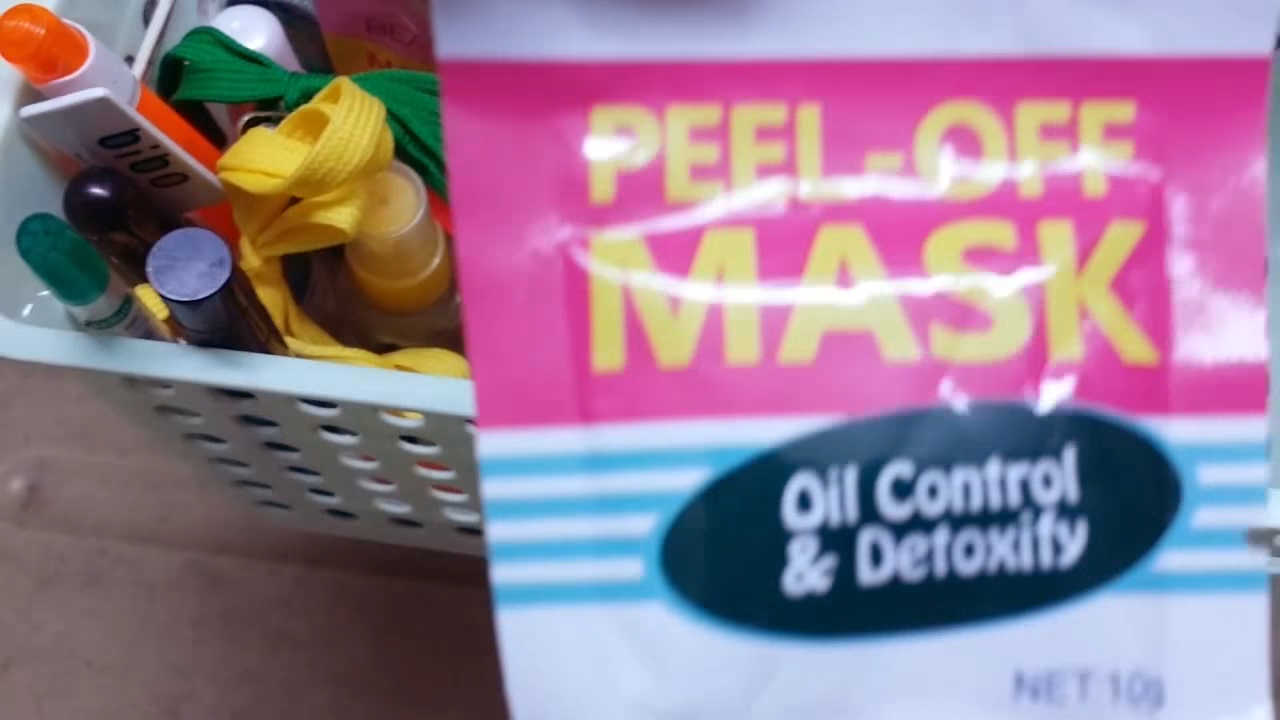 bibo
PEEL-OFF
MASK
Oil Control
& Detoxify
NET 10g